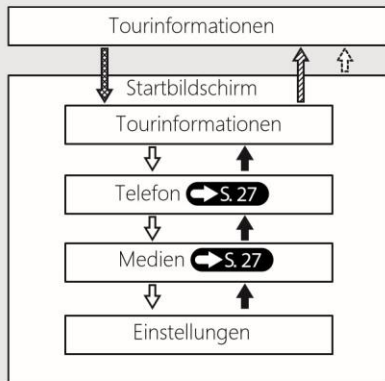 Tourinformationen
Startbildschirm
Tourinformationen
Telefon S. 27
Medien S. 27
Einstellungen